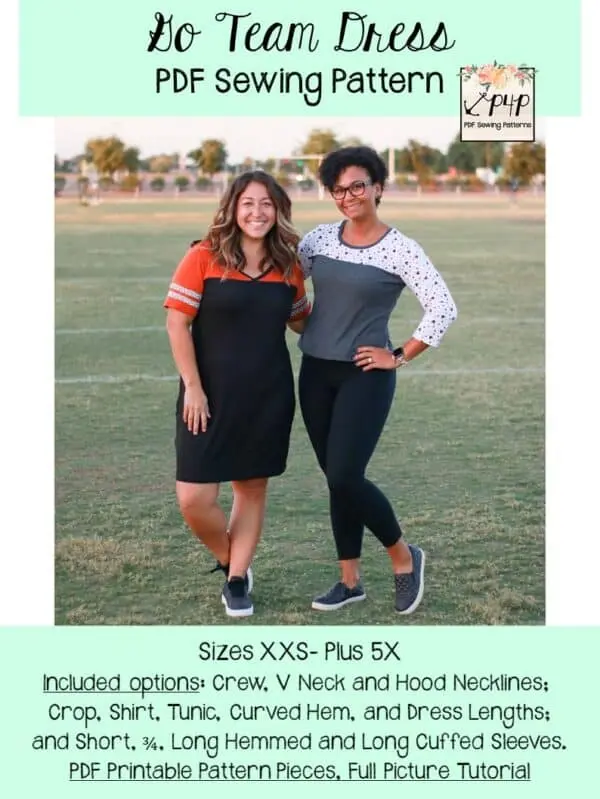 Go Team Dress
PDF Sewing Pattern
P4P
PDF Sewing Patterns
Sizes XXS- Plus 5X
Included options: Crew, V Neck and Hood Necklines;
Crop, Shirt, Tunic, Curved Hem, and Dress Lengths;
and Short, ¾, Long Hemmed and Long Cuffed Sleeves.
PDF Printable Pattern Pieces, Full Picture Tutorial